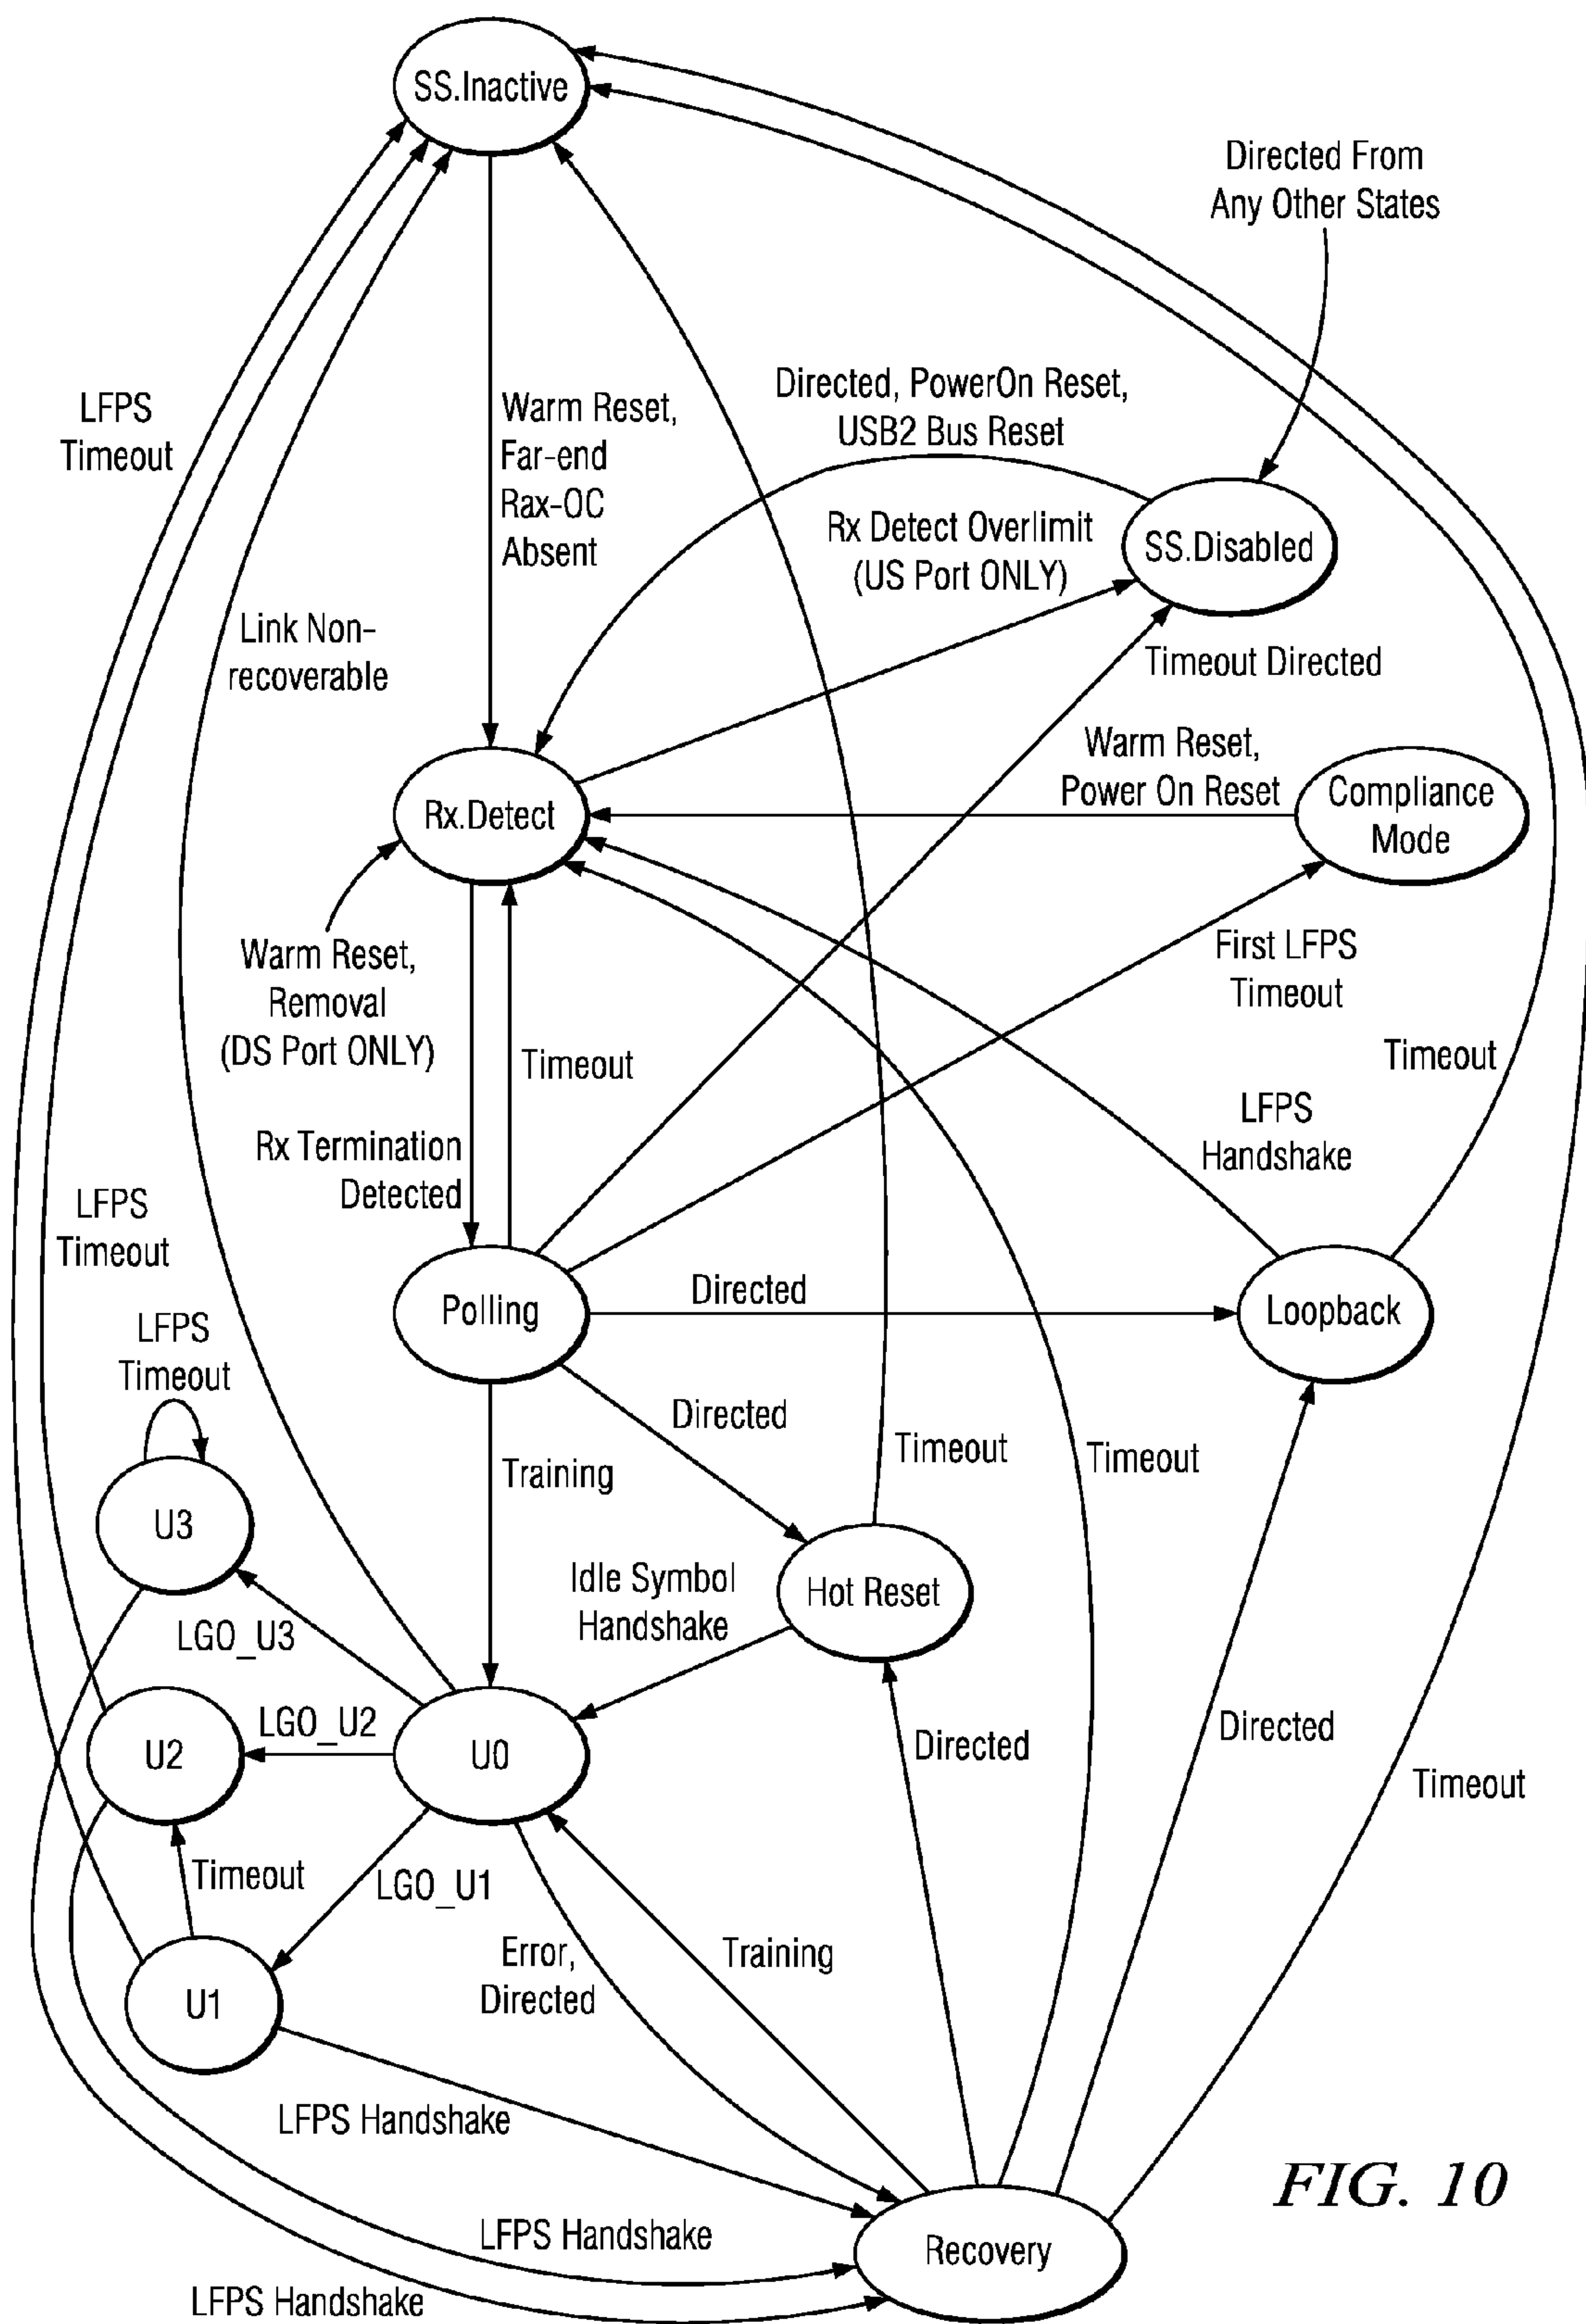 SS.Inactive
Directed From
Any Other States
LFPS
Timeout
Warm Reset,
Far-end
Rax-OC
Absent
Directed, PowerOn Reset,
USB2 Bus Reset
Rx Detect Overlimit
(US Port ONLY)
SS.Disabled
Link Non-
recoverable
Timeout Directed
Warm Reset,
Power On Reset
Compliance
Mode
Rx.Detect
Warm Reset,
Removal
(DS Port ONLY)
Timeout
First LFPS
Timeout
Timeout
LFPS
Handshake
Rx Termination
Detected
LFPS
Timeout
Polling
Directed
Loopback
LFPS
Timeout
Directed
Training
Timeout
Timeout
U3
Idle Symbol
Handshake
Hot Reset
LGO_U3
LGO_U2
U2
U0
Directed
Directed
Timeout
Timeout
LGO_U1
Error,
Directed
Training
U1
LFPS Handshake
LFPS Handshake
Recovery
LFPS Handshake
FIG. 10